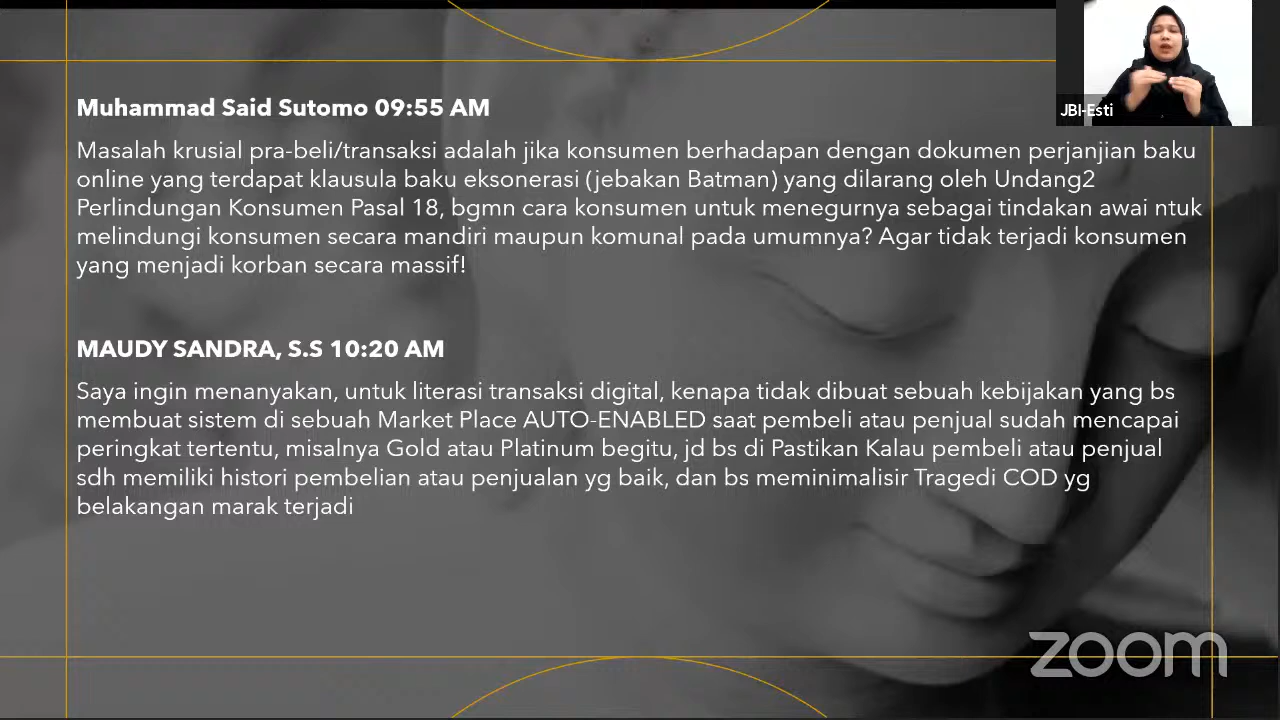 Muhammad Said Sutomo 09:55 AM
Masalah krusial pra-beli/transaksi adalah jika konsumen berhadapan dengan dokumen perjanjian baku
online yang terdapat klausula baku eksonerasi (jebakan Batman) yang dilarang oleh Undang2
Perlindungan Konsumen Pasal 18, bgmn cara konsumen untuk menegurnya sebagai tindakan awai ntuk
melindungi konsumen secara mandiri maupun komunal pada umumnya? Agar tidak terjadi konsumen
yang menjadi korban secara massif!
MAUDY SANDRA, S.S 10:20 AM
Saya ingin menanyakan, untuk literasi transaksi digital, kenapa tidak dibuat sebuah kebijakan yang bs
membuat sistem di sebuah Market Place AUTO-ENABLED saat pembeli atau penjual sudah mencapai
peringkat tertentu, misalnya Gold atau Platinum begitu, jd bs di Pastikan Kalau pembeli atau penjual
sdh memiliki histori pembelian atau penjualan yg baik, dan bs meminimalisir Tragedi COD yg
belakangan marak terjadi
JBI-Esti
zoom